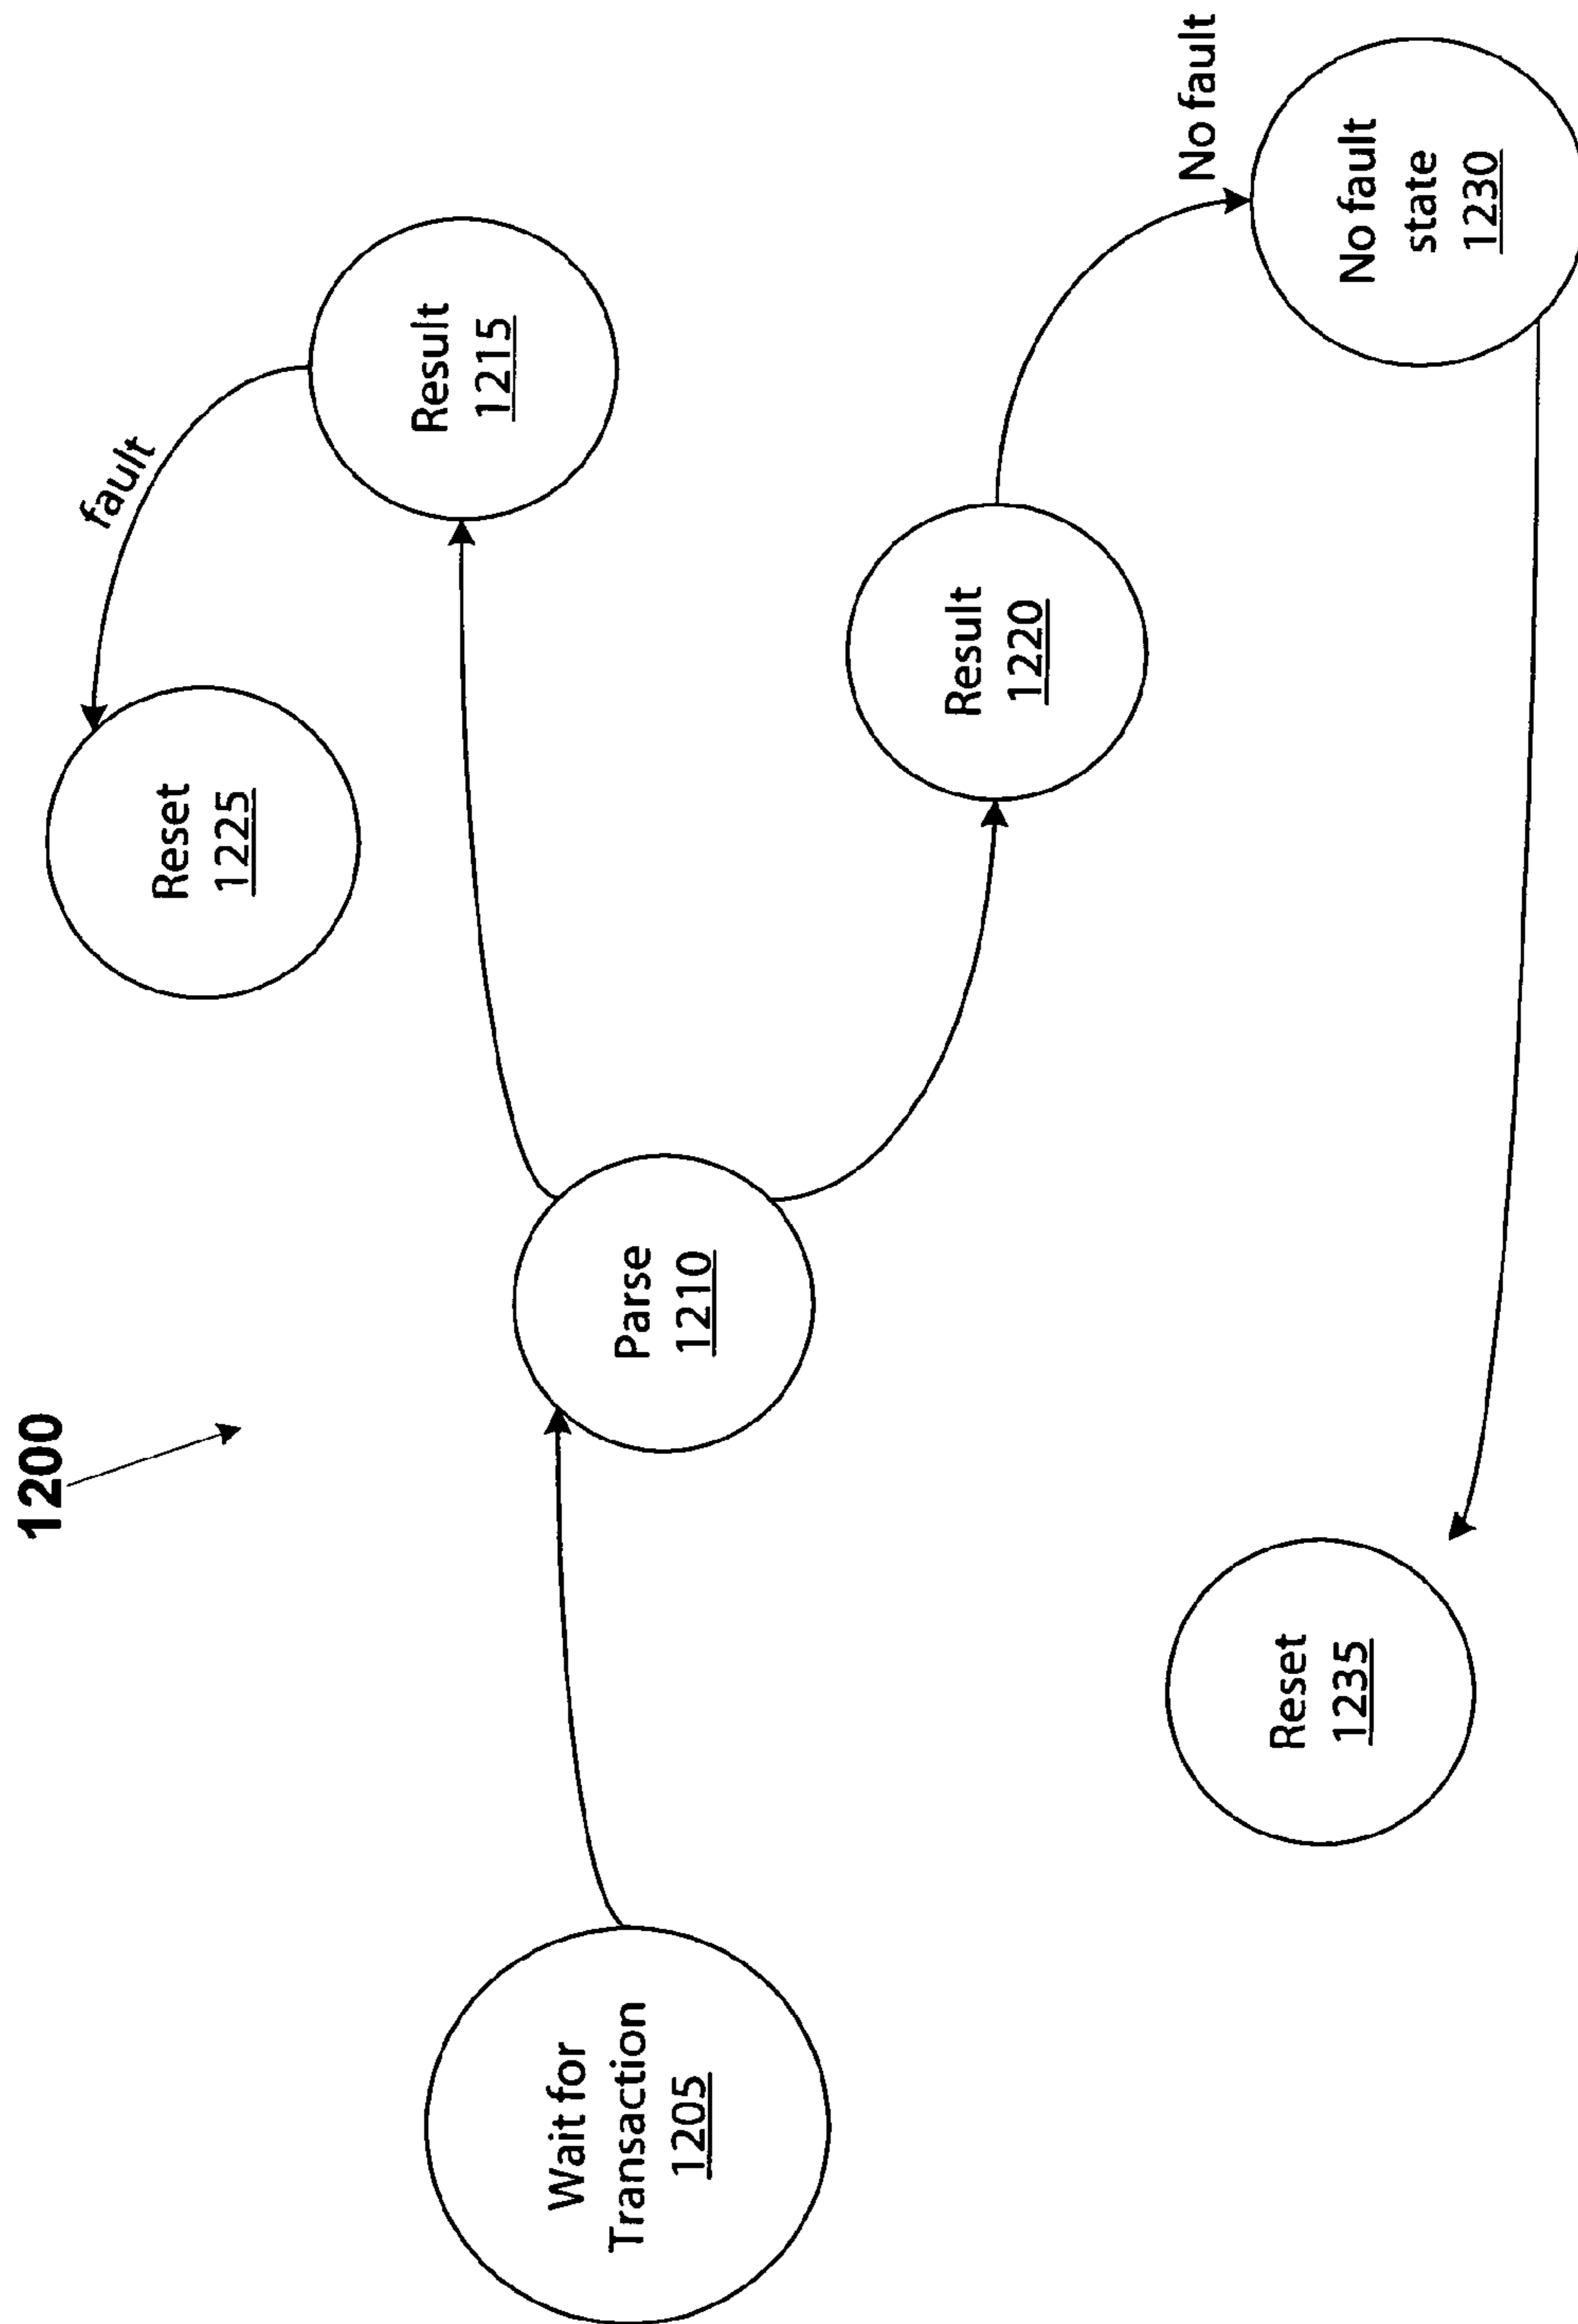 1200
Wait for
Transaction
1205
Parse
1210
Reset
1225
fault
Result
1215
Result
1220
No fault
No fault
state
1230
Reset
1235